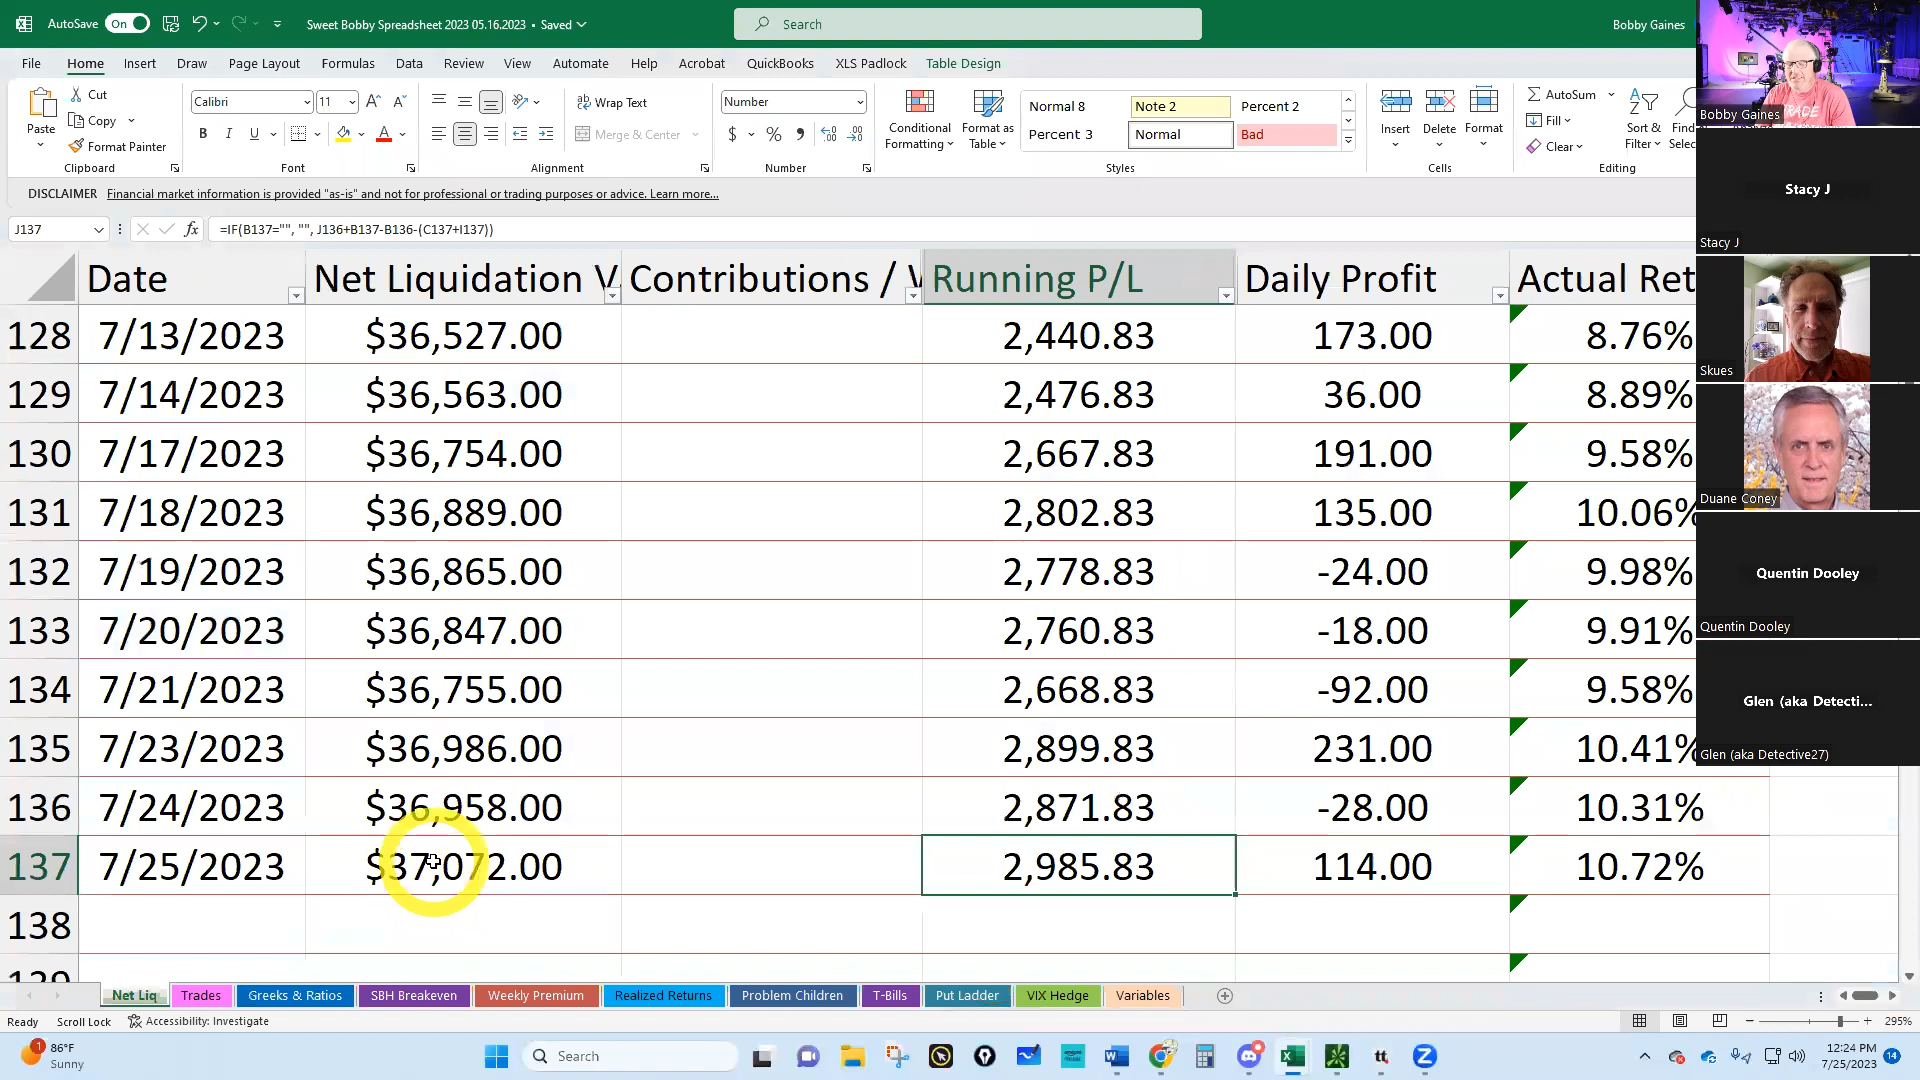 AutoSave On Sweet Bobby Spreadsheet 2023 05.16.2023 • Saved Search Bobby Gaines
File Home Insert Draw Page Layout Formulas Data Review View Automate Help Acrobat QuickBooks XLS Padlock Table Design
Paste Cut Copy Format Painter
Calibri 11
Wrap Text
Merge & Center
Number
Conditional Formatting Format as Table
Normal 8 Note 2 Percent 2
Percent 3 Normal Bad
Insert Delete Format
AutoSum Fill Clear
Sort & Filter
Clipboard Font Alignment Number Styles Cells Editing
DISCLAIMER Financial market information is provided "as-is" and not for professional or trading purposes or advice. Learn more...
J137 fx =IF(B137="", "", J136+B137-B136-(C137+I137))
Date Net Liquidation V Contributions / Running P/L Daily Profit Actual Ret
128 7/13/2023 $36,527.00 2,440.83 173.00 8.76%
129 7/14/2023 $36,563.00 2,476.83 36.00 8.89%
130 7/17/2023 $36,754.00 2,667.83 191.00 9.58%
131 7/18/2023 $36,889.00 2,802.83 135.00 10.06%
132 7/19/2023 $36,865.00 2,778.83 -24.00 9.98%
133 7/20/2023 $36,847.00 2,760.83 -18.00 9.91%
134 7/21/2023 $36,755.00 2,668.83 -92.00 9.58%
135 7/23/2023 $36,986.00 2,899.83 231.00 10.41%
136 7/24/2023 $36,958.00 2,871.83 -28.00 10.31%
137 7/25/2023 $37,072.00 2,985.83 114.00 10.72%
138
Net Liq Trades Greeks & Ratios SBH Breakeven Weekly Premium Realized Returns Problem Children T-Bills Put Ladder VIX Hedge Variables
Ready Scroll Lock Accessibility: Investigate 295%
86°F
Sunny
Search
12:24 PM
7/25/2023
Bobby Gaines
Stacy J
Stacy J
Skues
Duane Coney
Quentin Dooley
Quentin Dooley
Glen (aka Detecti...
Glen (aka Detective27)